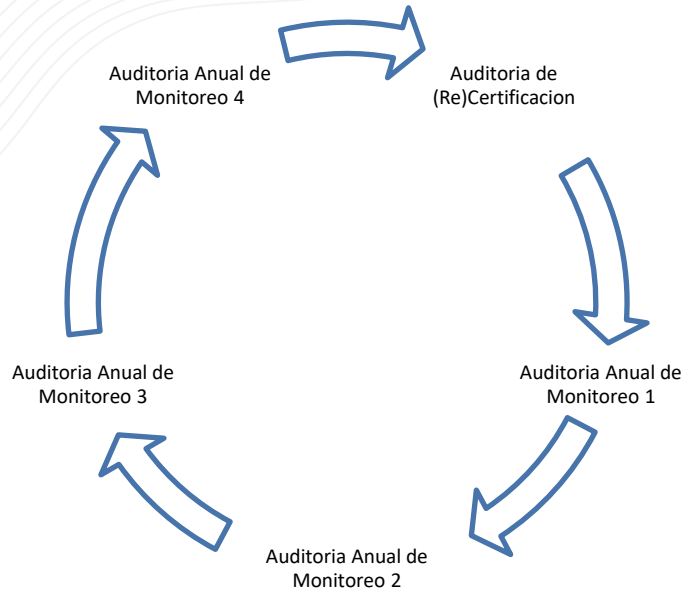 Auditoria Anual de
Monitoreo 4
Auditoria de
(Re)Certificacion
Auditoria Anual de
Monitoreo 3
Auditoria Anual de
Monitoreo 1
Auditoria Anual de
Monitoreo 2